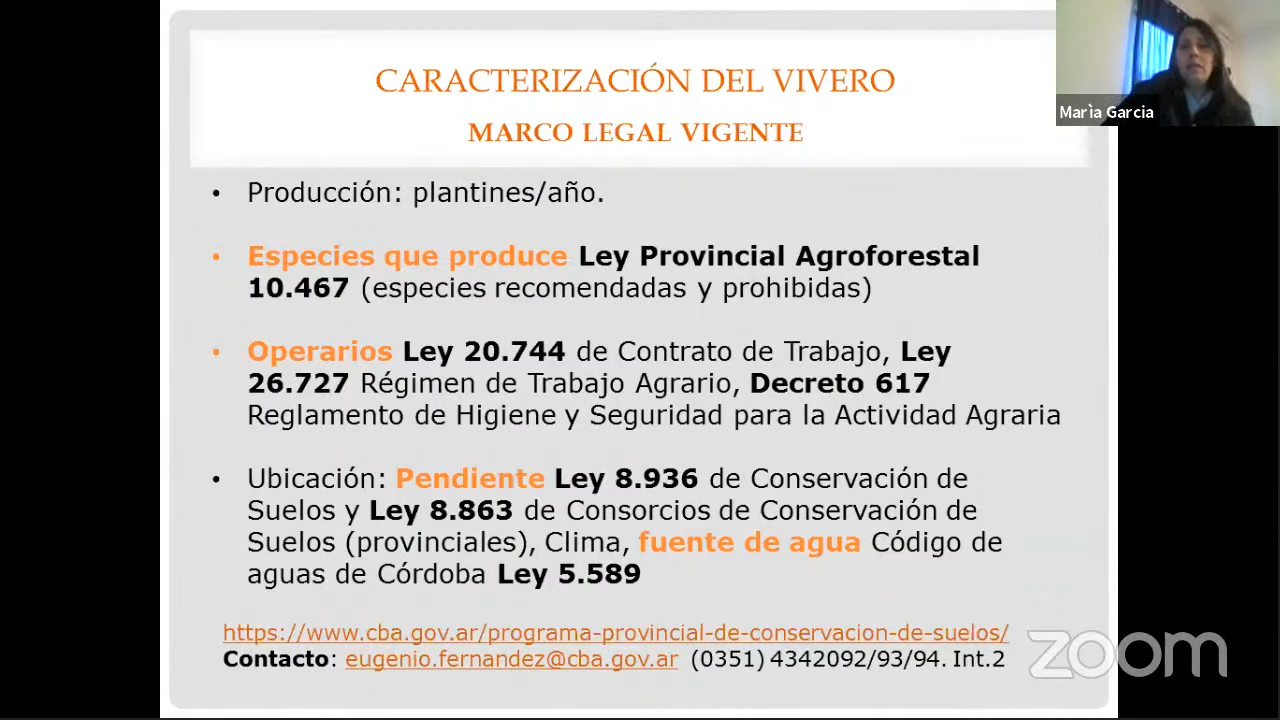 CARACTERIZACIÓN DEL VIVERO
MARCO LEGAL VIGENTE
Marìa Garcia
• Producción: plantines/año.
• Especies que produce Ley Provincial Agroforestal
10.467 (especies recomendadas y prohibidas)
• Operarios Ley 20.744 de Contrato de Trabajo, Ley
26.727 Régimen de Trabajo Agrario, Decreto 617
Reglamento de Higiene y Seguridad para la Actividad Agraria
• Ubicación: Pendiente Ley 8.936 de Conservación de
Suelos y Ley 8.863 de Consorcios de Conservación de
Suelos (provinciales), Clima, fuente de agua Código de
aguas de Córdoba Ley 5.589
https://www.cba.gov.ar/programa-provincial-de-conservacion-de-suelos/
Contacto: eugenio.fernandez@cba.gov.ar (0351) 4342092/93/94. Int.2
zoom